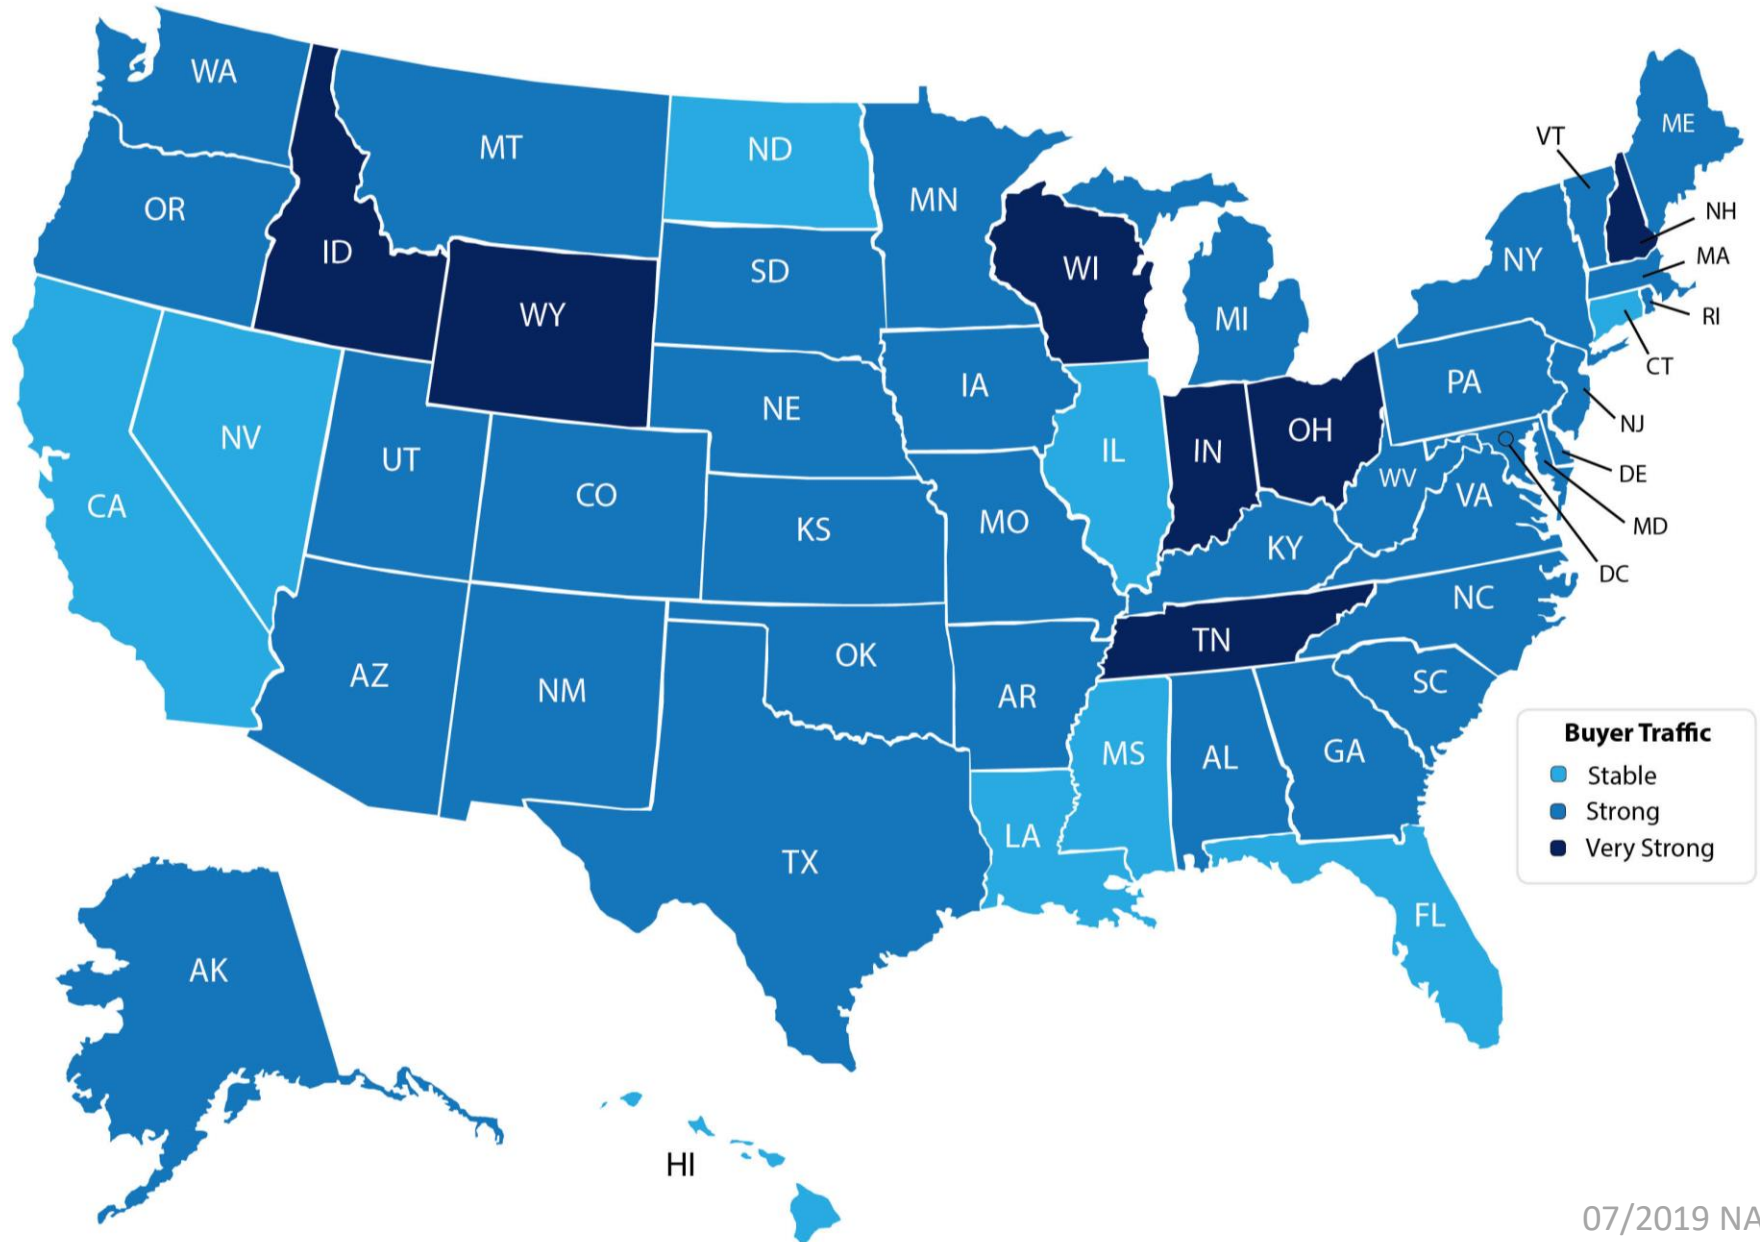 WA
MT
ND
MN
ME
VT
OR
ID
WY
SD
WI
MI
NY
NH
MA
RI
CT
CA
NV
UT
CO
NE
IA
IL
IN
OH
PA
NJ
DE
MD
DC
WV
VA
KY
KS
MO
NC
TN
AZ
NM
OK
AR
SC
MS
AL
GA
TX
LA
FL
AK
HI
Buyer Traffic
Stable
Strong
Very Strong
07/2019 NA